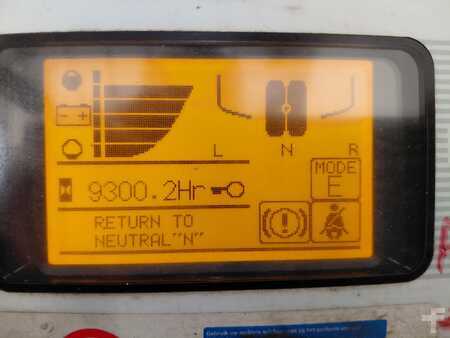 L N R
9300.2Hr
MODE
E
RETURN TO
NEUTRAL"N"